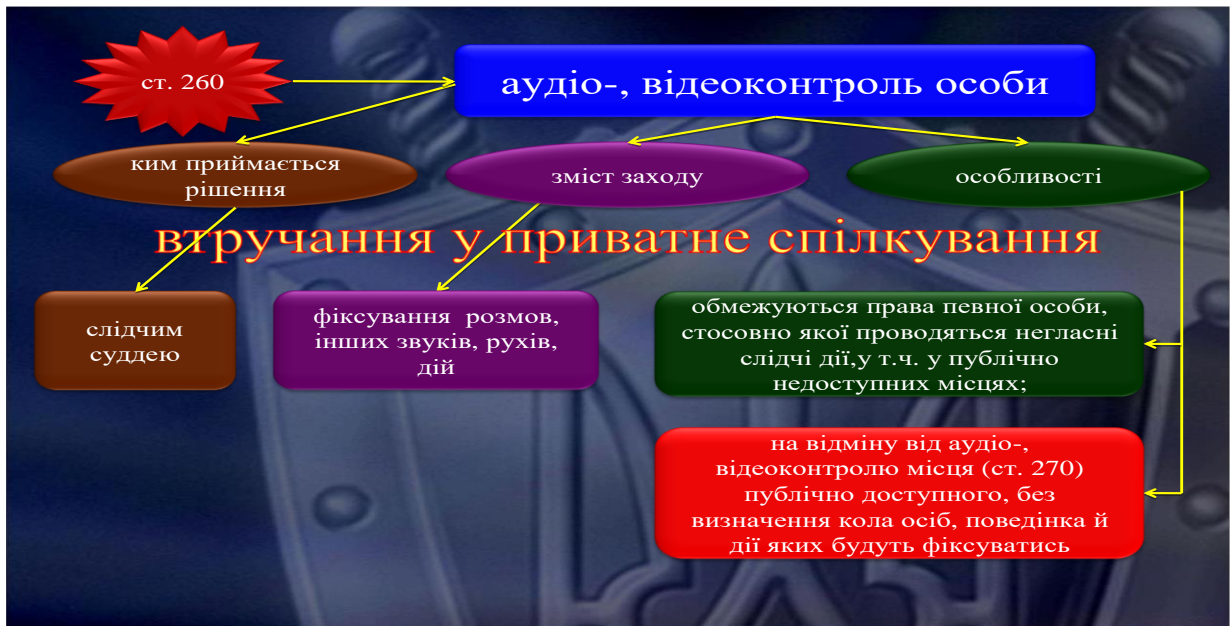 ст. 260
аудіо-, відеоконтроль особи
ким приймається
рішення
зміст заходу
особливості
втручання у приватне спілкування
слідчим
суддею
фіксування розмов,
інших звуків, рухів,
дій
обмежуються права певної особи,
стосовно якої проводяться негласні
слідчі дії,у т.ч. у публічно
недоступних місцях;
на відміну від аудіо-,
відеоконтролю місця (ст. 270)
публічно доступного, без
визначення кола осіб, поведінка й
дії яких будуть фіксуватись